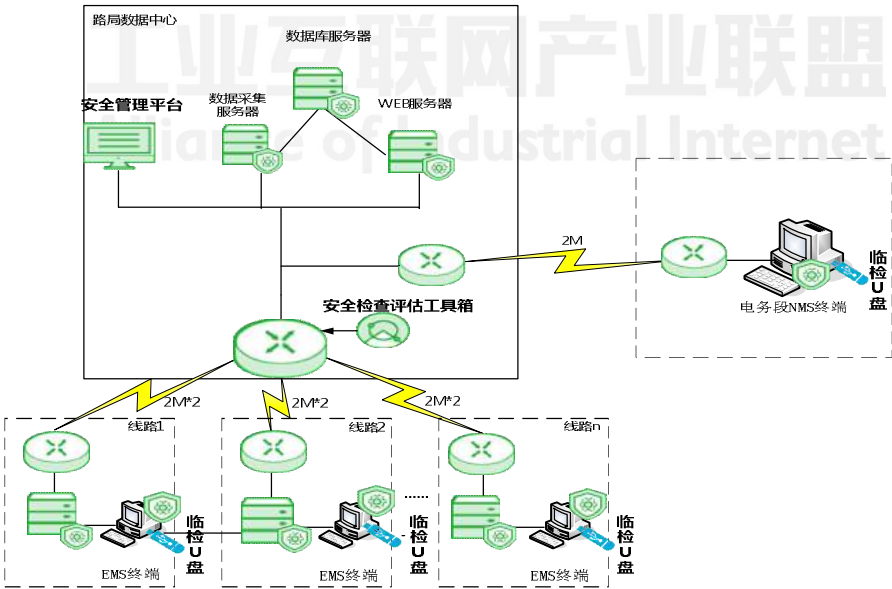 工业互联网产业联盟
Alliance of Industrial Internet
路局数据中心
数据库服务器
安全管理平台
数据采集
服务器
WEB服务器
2M
临检U盘
电务段NMS终端
安全检查评估工具箱
2M*2
2M*2
2M*2
线路1
线路2
线路n
......
临检U盘
临检U盘
临检U盘
EMS终端
EMS终端
EMS终端